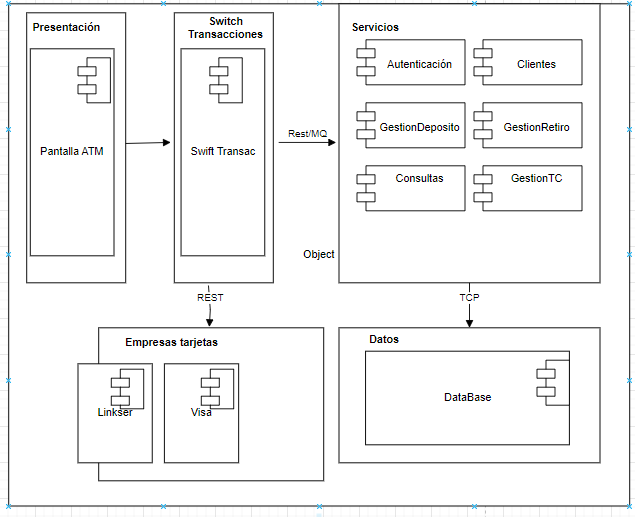 Presentación
Pantalla ATM
Switch
Transacciones
Swift Transac
Rest/MQ
Servicios
Autenticación
Clientes
GestionDeposito
GestionRetiro
Consultas
GestionTC
Object
REST
TCP
Empresas tarjetas
Linkser
Visa
Datos
DataBase